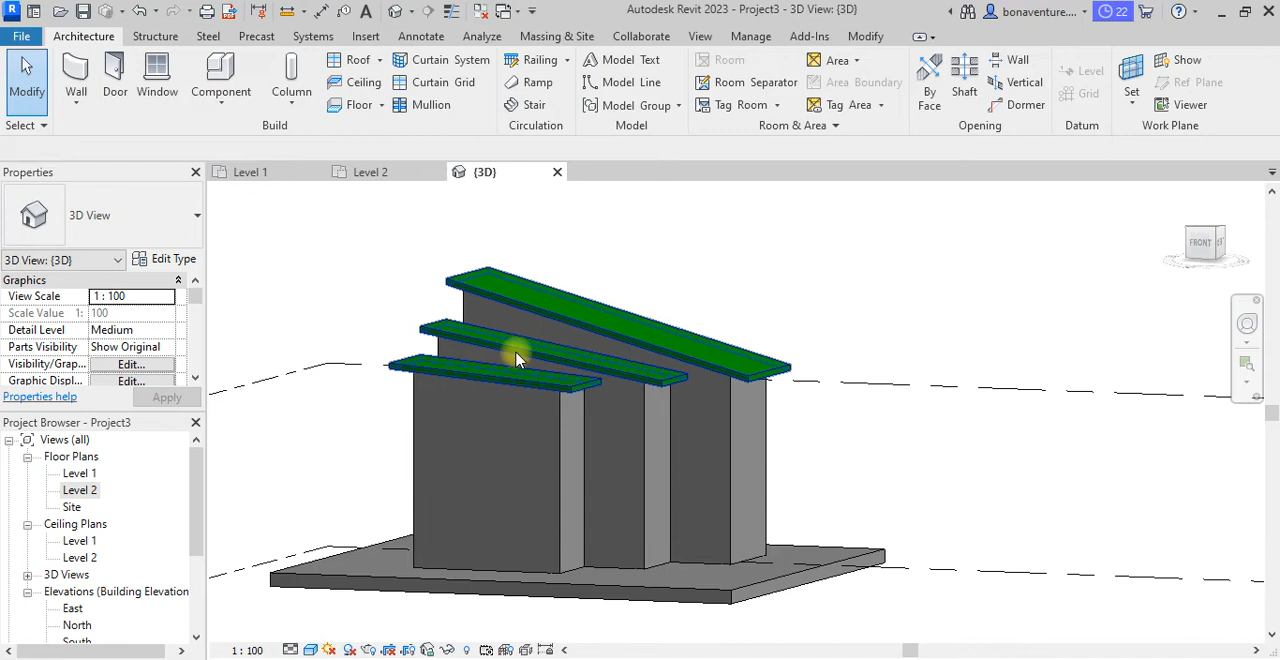 Autodesk Revit 2023 - Project3 - 3D View: {3D}
bonaventure....
22
File
Architecture
Structure
Steel
Precast
Systems
Insert
Annotate
Analyze
Massing & Site
Collaborate
View
Manage
Add-Ins
Modify
Modify
Select
Wall
Door
Window
Component
Column
Roof
Ceiling
Floor
Curtain System
Curtain Grid
Mullion
Build
Railing
Ramp
Stair
Circulation
Model Text
Model Line
Model Group
Model
Room
Room Separator
Tag Room
Area
Area Boundary
Tag Area
Room & Area
By
Face
Shaft
Wall
Vertical
Dormer
Opening
Level
Grid
Datum
Set
Show
Ref Plane
Viewer
Work Plane
Properties
3D View
3D View: {3D}
Edit Type
Graphics
View Scale
1 : 100
Scale Value 1:
100
Detail Level
Medium
Parts Visibility
Show Original
Visibility/Grap...
Edit...
Graphic Displ...
Edit...
Properties help
Apply
Project Browser - Project3
Views (all)
Floor Plans
Level 1
Level 2
Site
Ceiling Plans
Level 1
Level 2
3D Views
Elevations (Building Elevation
East
North
South
Level 1
Level 2
{3D}
FRONT
1 : 100